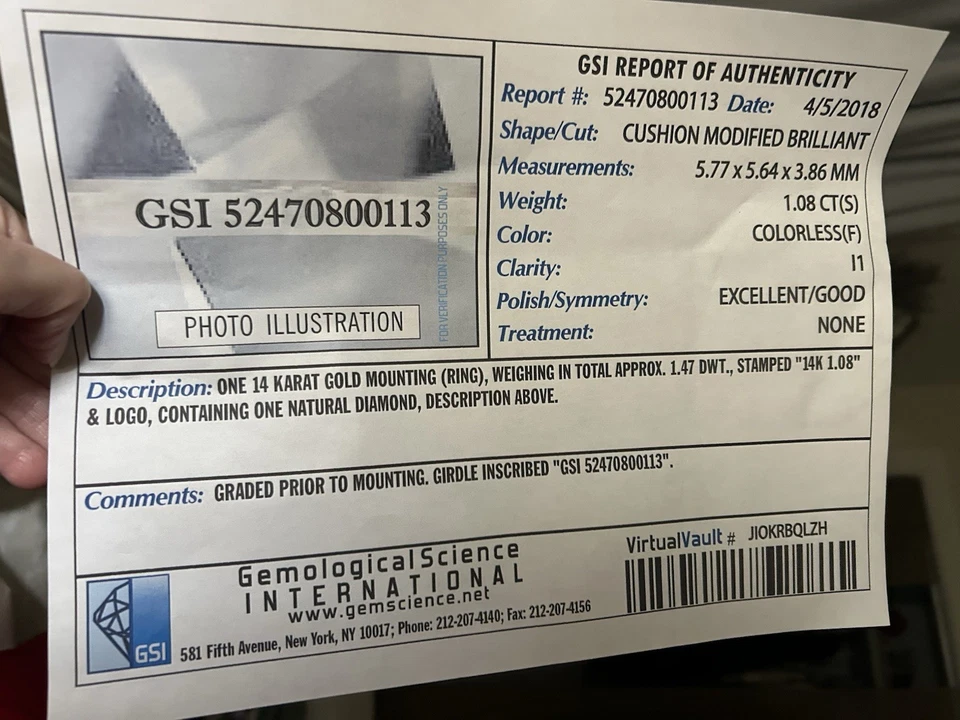 GSI 52470800113
FOR VERIFICATION PURPOSES ONLY
PHOTO ILLUSTRATION
GSI REPORT OF AUTHENTICITY
Report #: 52470800113 Date: 4/5/2018
Shape/Cut: CUSHION MODIFIED BRILLIANT
Measurements: 5.77 x 5.64 x 3.86 MM
Weight: 1.08 CT(S)
Color: COLORLESS(F)
Clarity: I1
Polish/Symmetry: EXCELLENT/GOOD
Treatment: NONE
Description: ONE 14 KARAT GOLD MOUNTING (RING), WEIGHING IN TOTAL APPROX. 1.47 DWT., STAMPED "14K 1.08"
& LOGO, CONTAINING ONE NATURAL DIAMOND, DESCRIPTION ABOVE.
Comments: GRADED PRIOR TO MOUNTING. GIRDLE INSCRIBED "GSI 52470800113".
GSI
Gemological Science
INTERNATIONAL
www.gemscience.net
581 Fifth Avenue, New York, NY 10017; Phone: 212-207-4140; Fax: 212-207-4156
VirtualVault # JIOKRBQLZH